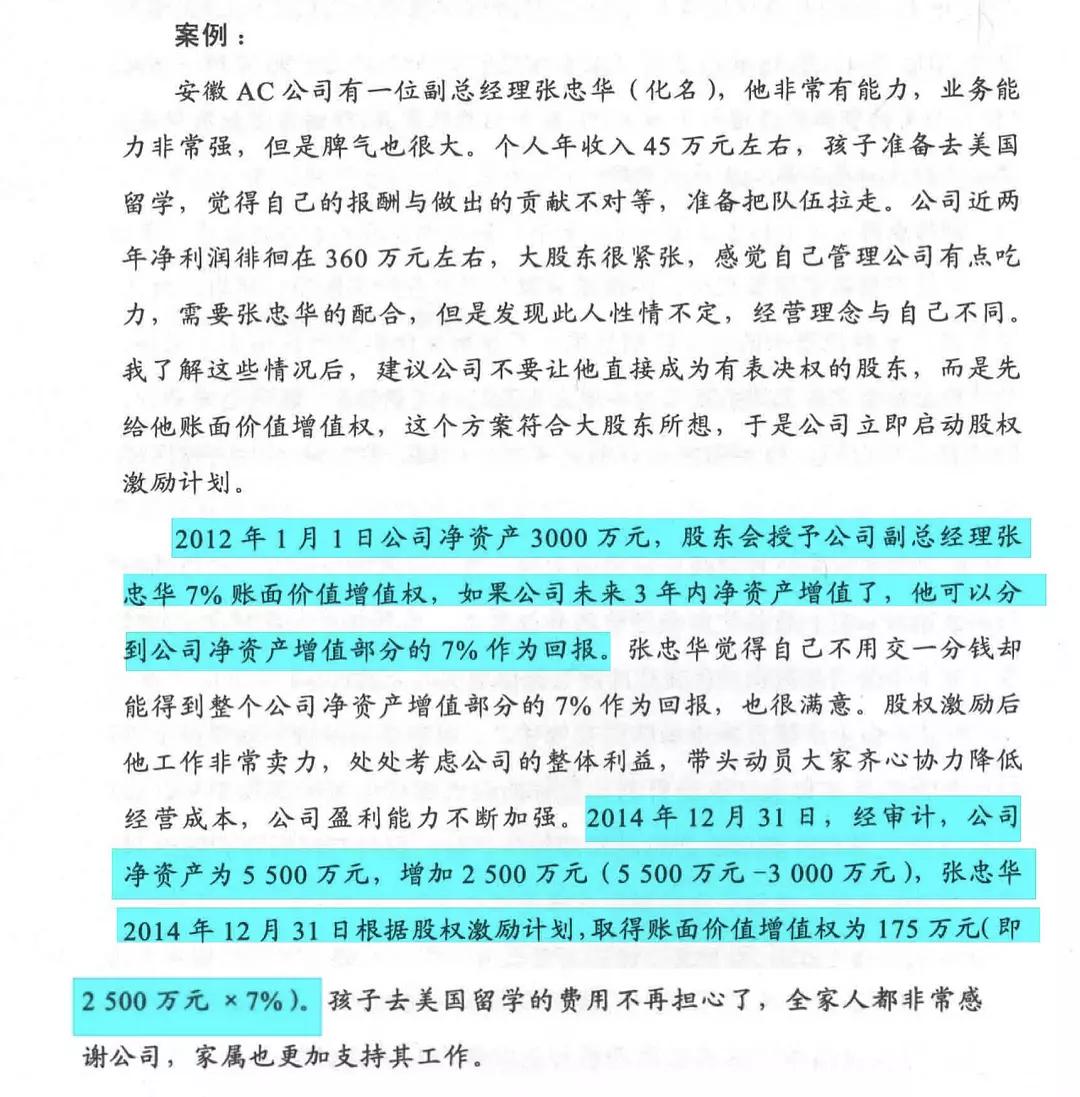 案例：
安徽 AC 公司有一位副总经理张忠华（化名），他非常有能力，业务能
力非常强，但是脾气也很大。个人年收入 45 万元左右，孩子准备去美国
留学，觉得自己的报酬与做出的贡献不对等，准备把队伍拉走。公司近两
年净利润徘徊在 360 万元左右，大股东很紧张，感觉自己管理公司有点吃
力，需要张忠华的配合，但是发现此人性情不定，经营理念与自己不同。
我了解这些情况后，建议公司不要让他直接成为有表决权的股东，而是先
给他账面价值增值权，这个方案符合大股东所想，于是公司立即启动股权
激励计划。
2012 年 1 月 1 日公司净资产 3000 万元，股东会授予公司副总经理张
忠华 7% 账面价值增值权，如果公司未来 3 年内净资产增值了，他可以分
到公司净资产增值部分的 7% 作为回报。张忠华觉得自己不用交一分钱却
能得到整个公司净资产增值部分的 7% 作为回报，也很满意。股权激励后
他工作非常卖力，处处考虑公司的整体利益，带头动员大家齐心协力降低
经营成本，公司盈利能力不断加强。2014 年 12 月 31 日，经审计，公司
净资产为 5 500 万元，增加 2 500 万元（5 500 万元 -3 000 万元），张忠华
2014 年 12 月 31 日根据股权激励计划，取得账面价值增值权为 175 万元（即
2 500 万元 × 7%）。孩子去美国留学的费用不再担心了，全家人都非常感
谢公司，家属也更加支持其工作。